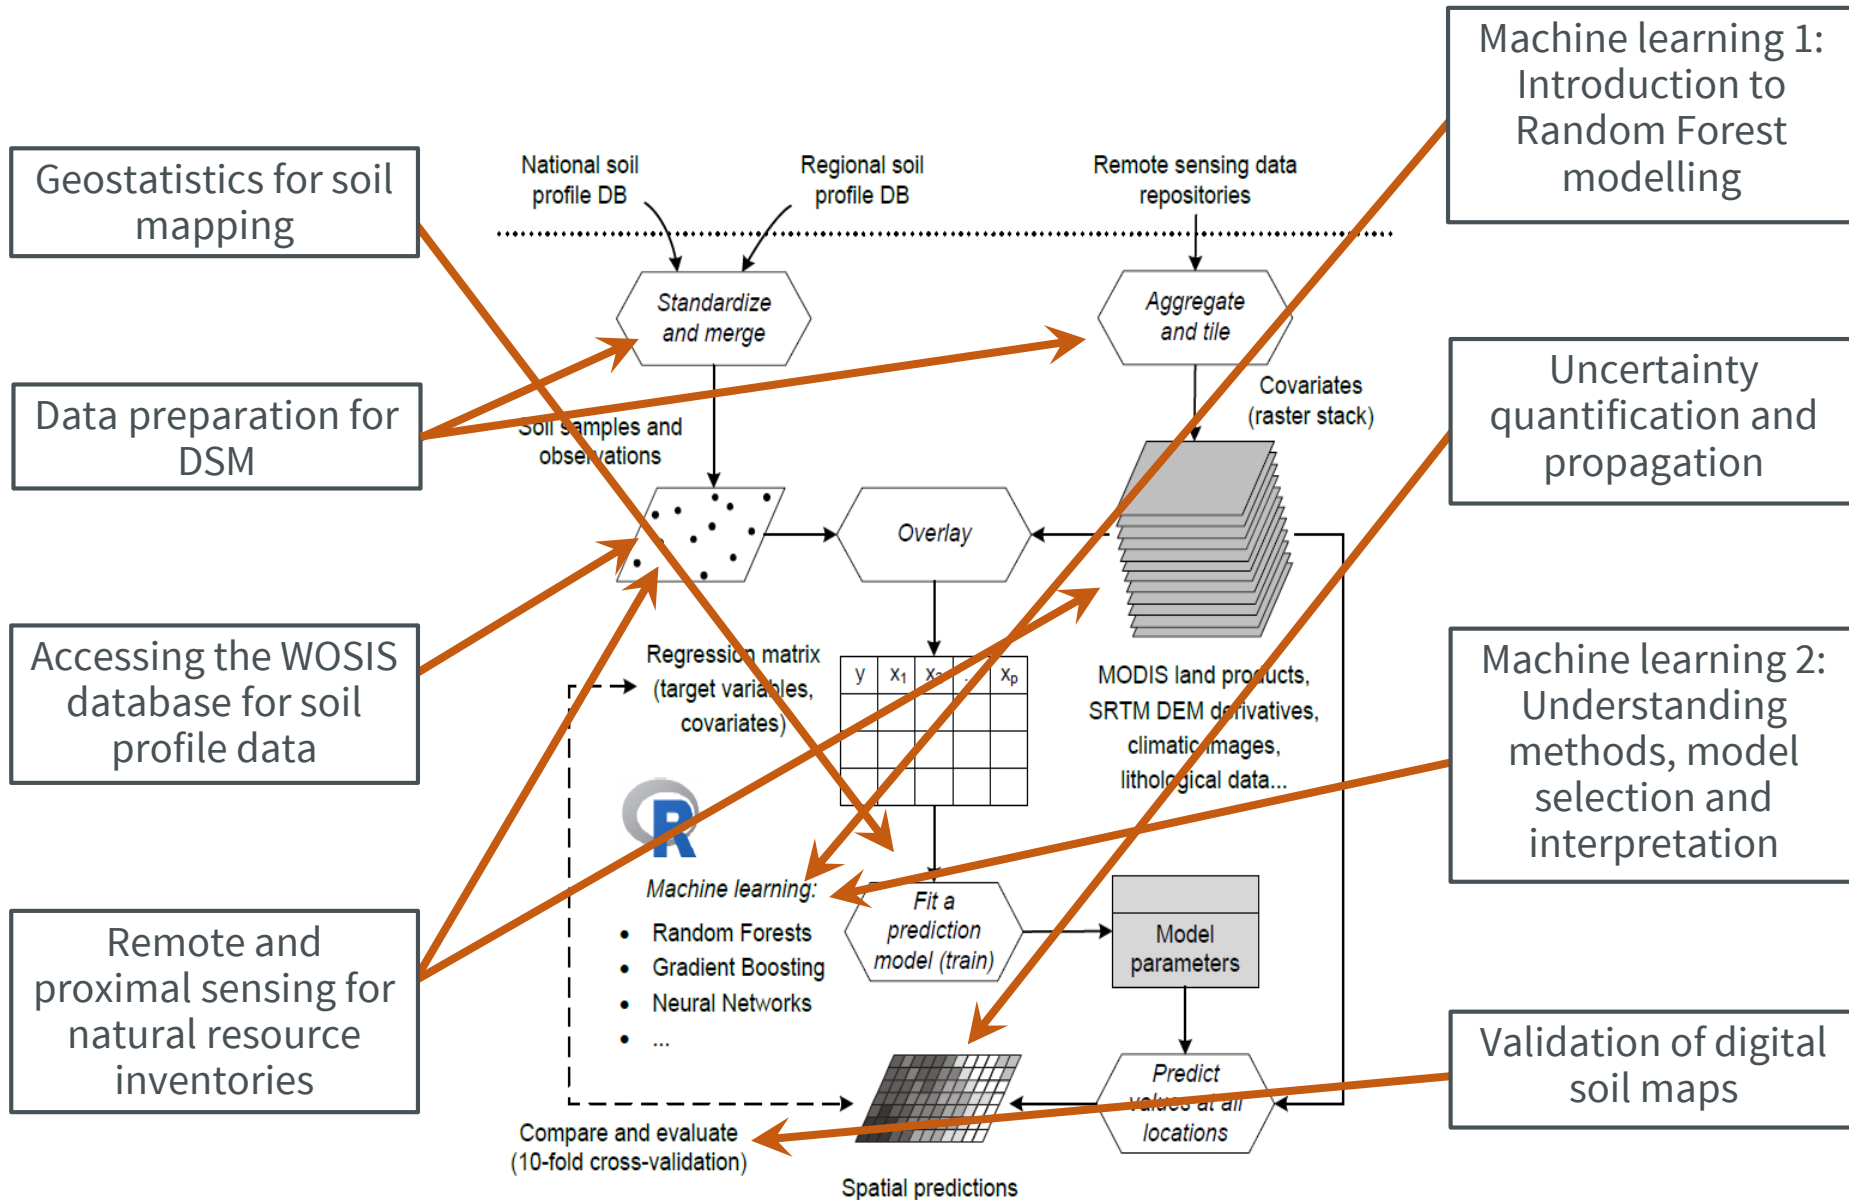 Machine learning 1:
Introduction to
Random Forest
modelling
Geostatistics for soil
mapping
National soil
profile DB
Regional soil
profile DB
Remote sensing data
repositories
Standardize
and merge
Aggregate
and tile
Uncertainty
quantification and
propagation
Data preparation for
DSM
Covariates
(raster stack)
Soil samples and
observations
Overlay
Accessing the WOSIS
database for soil
profile data
Regression matrix
(target variables,
covariates)
y x1 x2 . xp
MODIS land products,
SRTM DEM derivatives,
climatic images,
lithological data...
Machine learning 2:
Understanding
methods, model
selection and
interpretation
R
Machine learning:
• Random Forests
• Gradient Boosting
• Neural Networks
• ...
Fit a
prediction
model (train)
Model
parameters
Remote and
proximal sensing for
natural resource
inventories
Predict
values at all
locations
Validation of digital
soil maps
Compare and evaluate
(10-fold cross-validation)
Spatial predictions